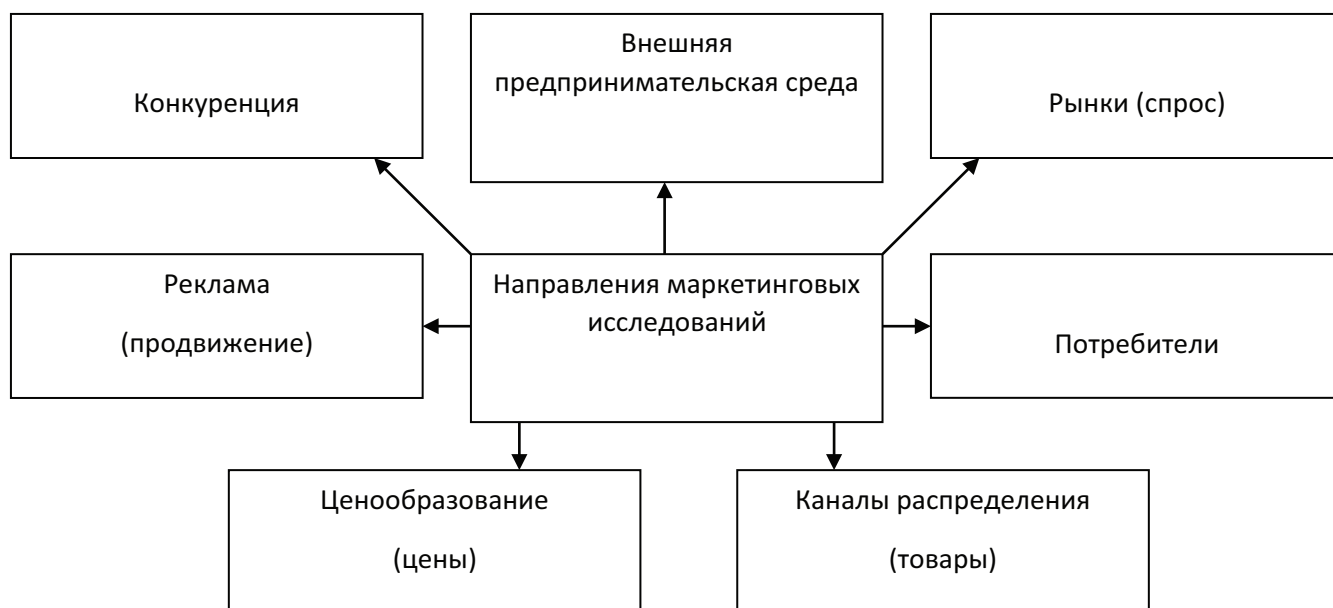 Внешняя
предпринимательская среда
Конкуренция
Рынки (спрос)
Реклама
(продвижение)
Направления маркетинговых
исследований
Потребители
Ценообразование
(цены)
Каналы распределения
(товары)